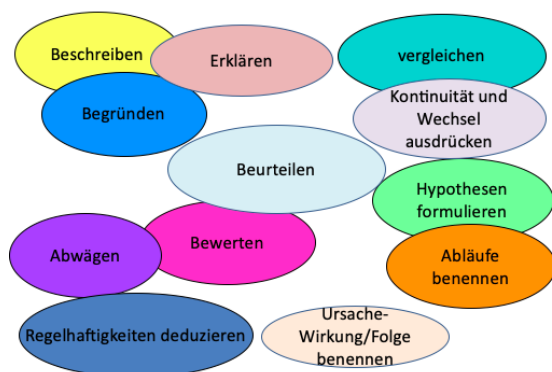 Beschreiben
Erklären
vergleichen
Begründen
Kontinuität und
Wechsel
ausdrücken
Beurteilen
Hypothesen
formulieren
Abwägen
Bewerten
Abläufe
benennen
Regelhaftigkeiten deduzieren
Ursache-
Wirkung/Folge
benennen